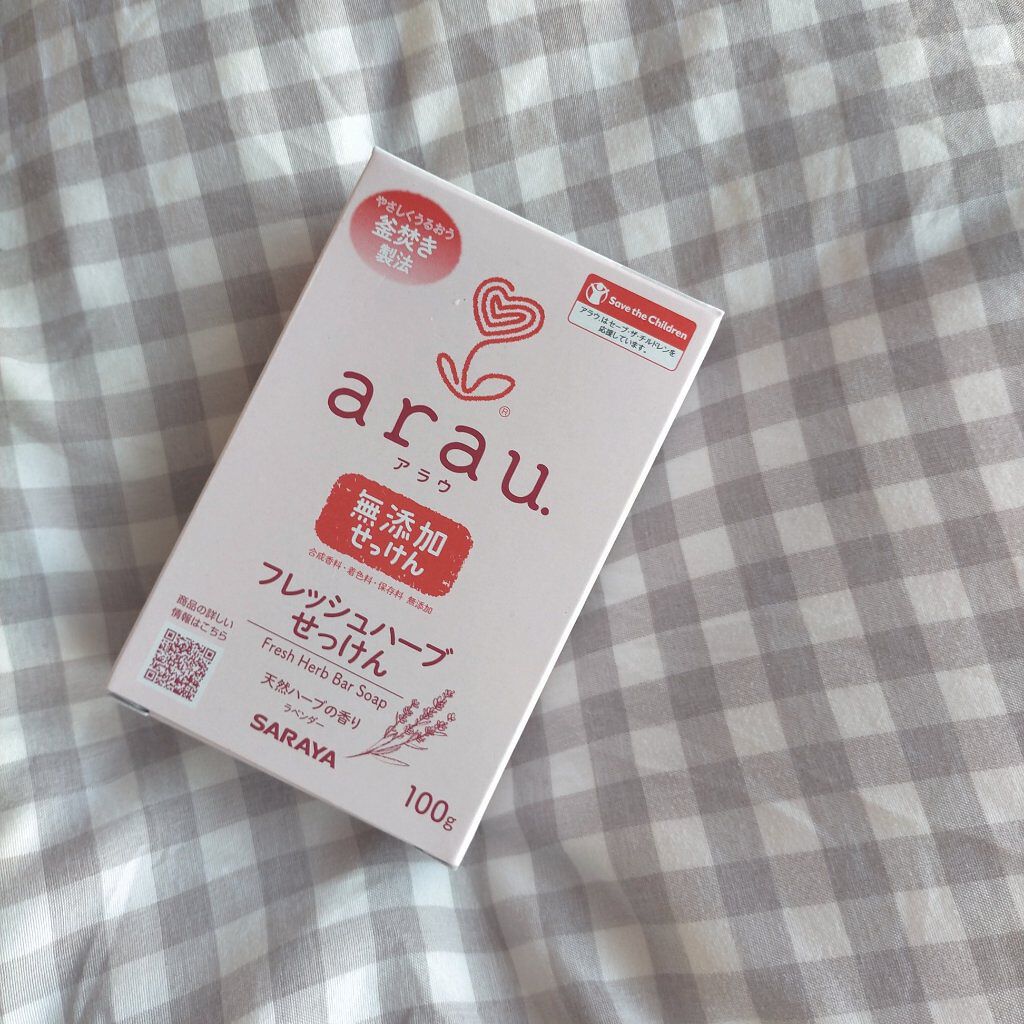 やさしくうるおう
釜焚き
製法
Save the Children
アラウ.はセーブ・ザ・チルドレンを
応援しています。
arau.
®
アラウ
無添加
せっけん
合成香料・着色料・保存料 無添加
フレッシュハーブ
せっけん
Fresh Herb Bar Soap
天然ハーブの香り
ラベンダー
商品の詳しい
情報はこちら
SARAYA
100g